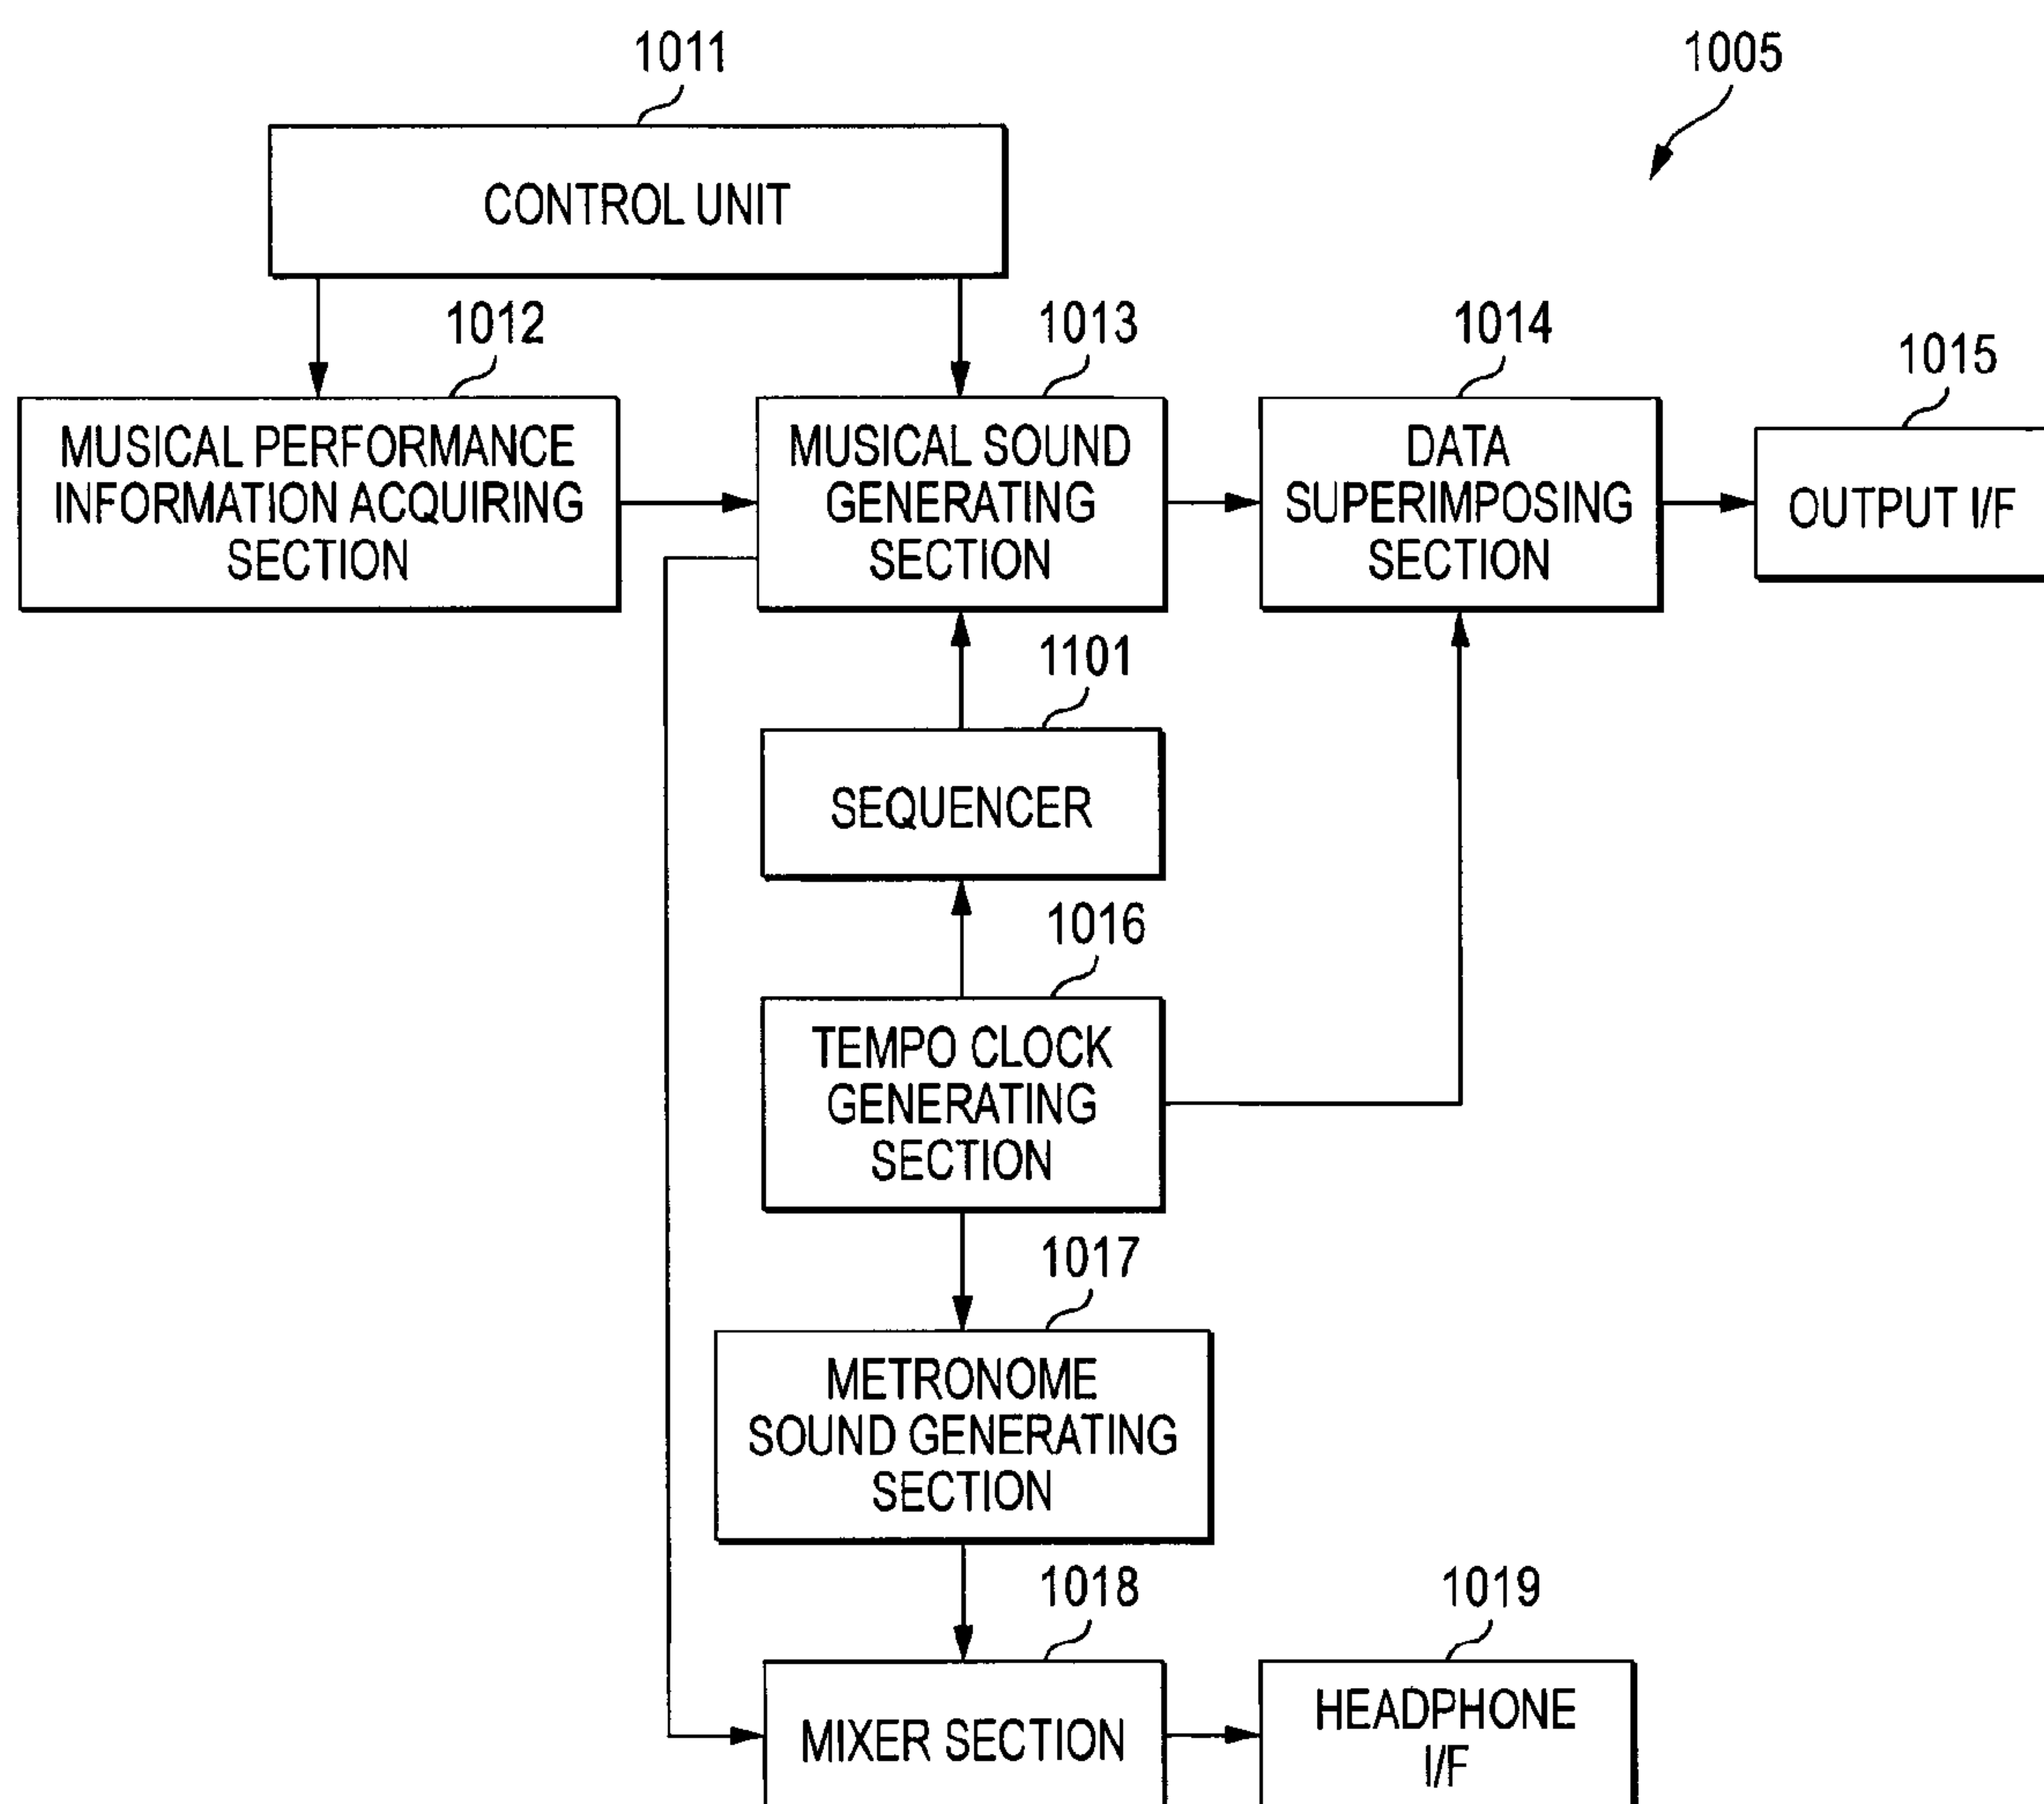 1011
1005
CONTROL UNIT
1012
1013
1014
1015
MUSICAL PERFORMANCE
INFORMATION ACQUIRING
SECTION
MUSICAL SOUND
GENERATING
SECTION
DATA
SUPERIMPOSING
SECTION
OUTPUT I/F
1101
SEQUENCER
1016
TEMPO CLOCK
GENERATING
SECTION
1017
METRONOME
SOUND GENERATING
SECTION
1018
1019
MIXER SECTION
HEADPHONE
I/F